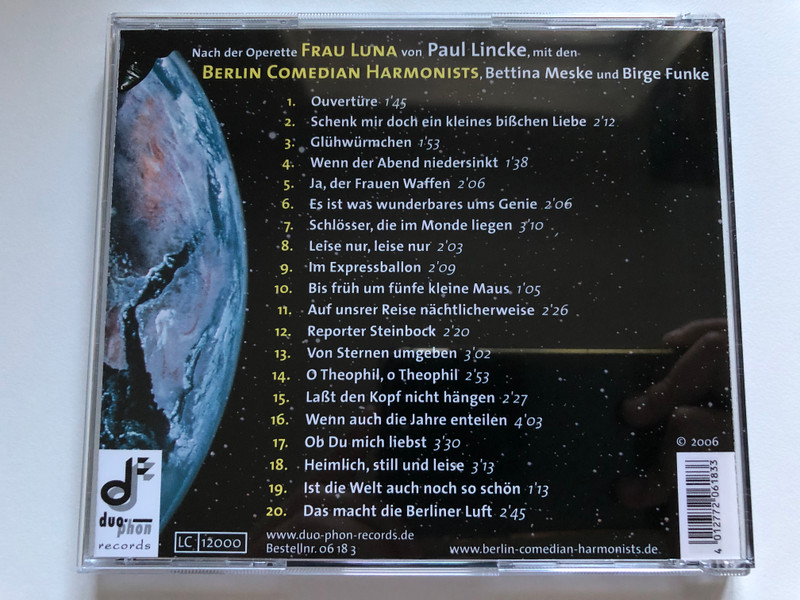 Nach der Operette FRAU LUNA von Paul Lincke, mit den
BERLIN COMEDIAN HARMONISTS, Bettina Meske und Birge Funke
1. Ouvertüre 1'45
2. Schenk mir doch ein kleines bißchen Liebe 2'12
3. Glühwürmchen 1'53
4. Wenn der Abend niedersinkt 1'38
5. Ja, der Frauen Waffen 2'06
6. Es ist was wunderbares ums Genie 2'06
7. Schlösser, die im Monde liegen 3'10
8. Leise nur, leise nur 2'03
9. Im Expressballon 2'09
10. Bis früh um fünfe kleine Maus 1'05
11. Auf unsrer Reise nächtlicherweise 2'26
12. Reporter Steinbock 2'20
13. Von Sternen umgeben 3'02
14. O Theophil, o Theophil 2'53
15. Laßt den Kopf nicht hängen 2'27
16. Wenn auch die Jahre enteilen 4'03
17. Ob Du mich liebst 3'30
18. Heimlich, still und leise 3'13
19. Ist die Welt auch noch so schön 1'13
20. Das macht die Berliner Luft 2'45
© 2006
duo-phon
records
LC 12000
www.duo-phon-records.de
Bestellnr. 06 18 3
www.berlin-comedian-harmonists.de
4 012772 061833